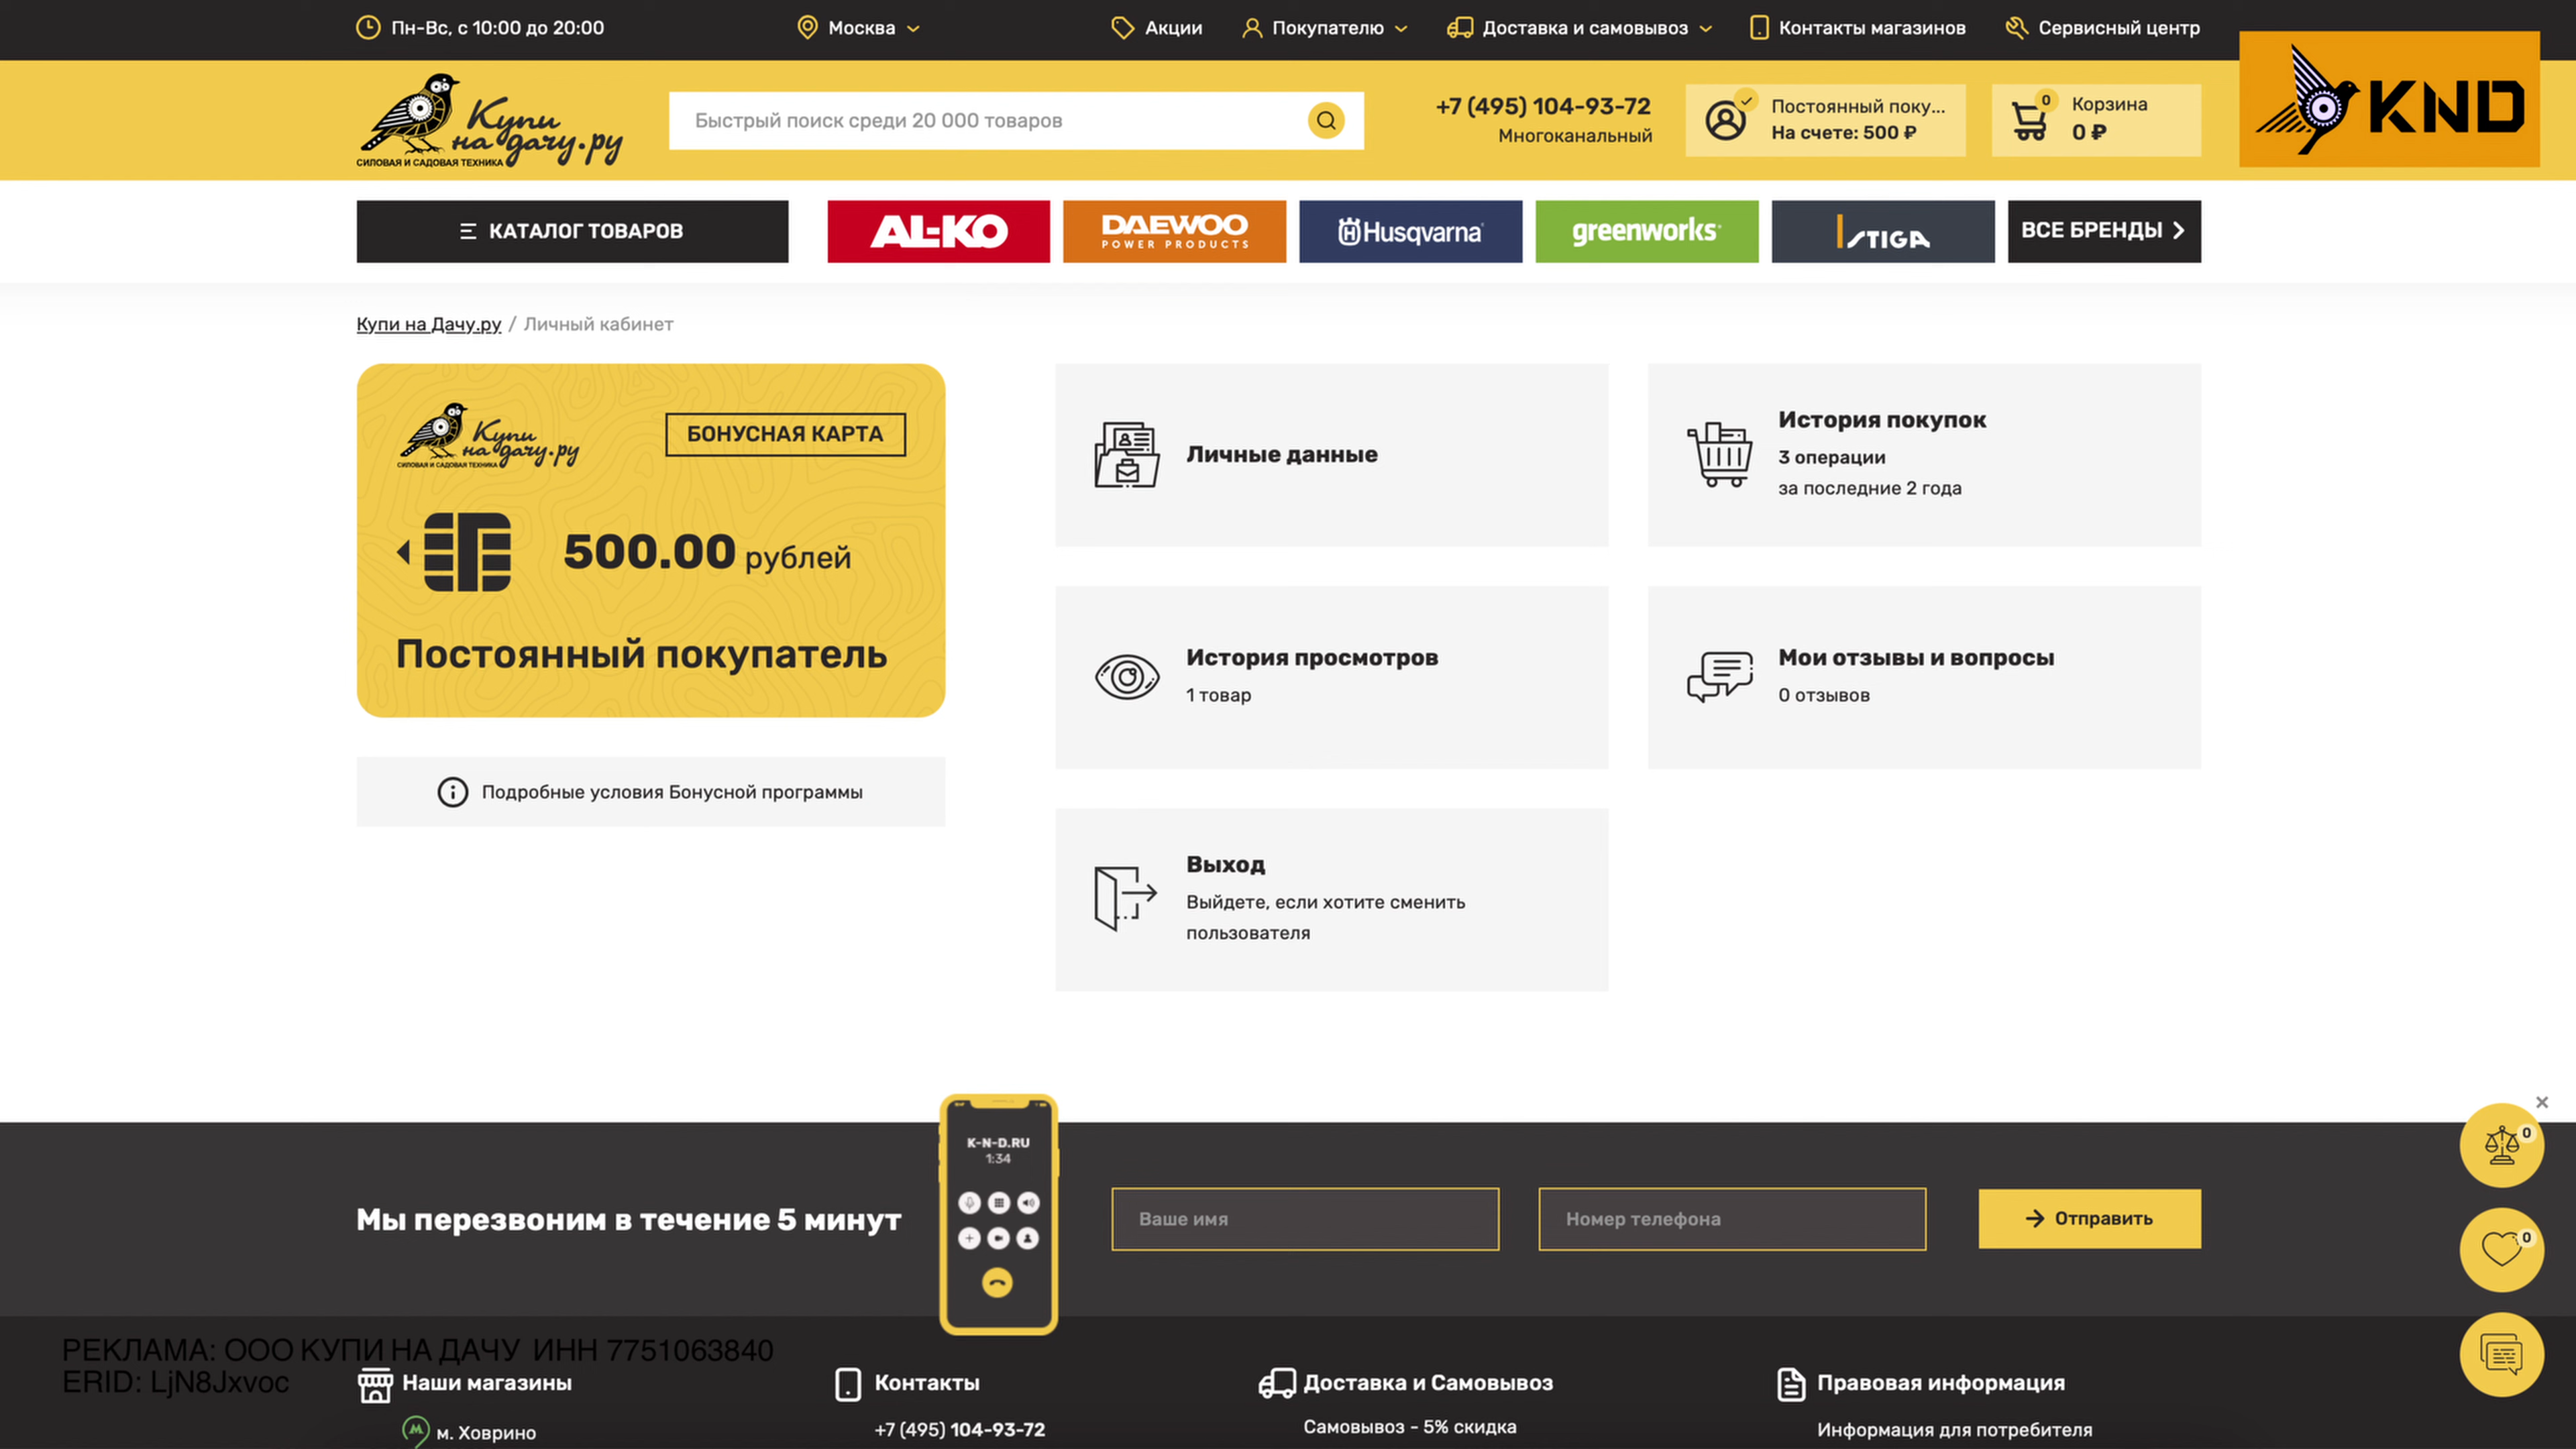 Пн-Вс, с 10:00 до 20:00
Москва
Акции
Покупателю
Доставка и самовывоз
Контакты магазинов
Сервисный центр
Купи на дачу.ру
СИЛОВАЯ И САДОВАЯ ТЕХНИКА
Быстрый поиск среди 20 000 товаров
+7 (495) 104-93-72
Многоканальный
Постоянный поку...
На счете: 500 ₽
0
Корзина
0 ₽
KND
КАТАЛОГ ТОВАРОВ
AL-KO
DAEWOO
POWER PRODUCTS
Husqvarna
greenworks
STIGA
ВСЕ БРЕНДЫ
Купи на Дачу.ру / Личный кабинет
Купи на дачу.ру
СИЛОВАЯ И САДОВАЯ ТЕХНИКА
БОНУСНАЯ КАРТА
500.00 рублей
Постоянный покупатель
Подробные условия Бонусной программы
Личные данные
История покупок
3 операции
за последние 2 года
История просмотров
1 товар
Мои отзывы и вопросы
0 отзывов
Выход
Выйдете, если хотите сменить
пользователя
Мы перезвоним в течение 5 минут
K-N-D.RU
1:34
Ваше имя
Номер телефона
Отправить
0
0
РЕКЛАМА: ООО КУПИ НА ДАЧУ ИНН 7751063840
ERID: LjN8Jxvoc
Наши магазины
м. Ховрино
Контакты
+7 (495) 104-93-72
Доставка и Самовывоз
Самовывоз - 5% скидка
Правовая информация
Информация для потребителя